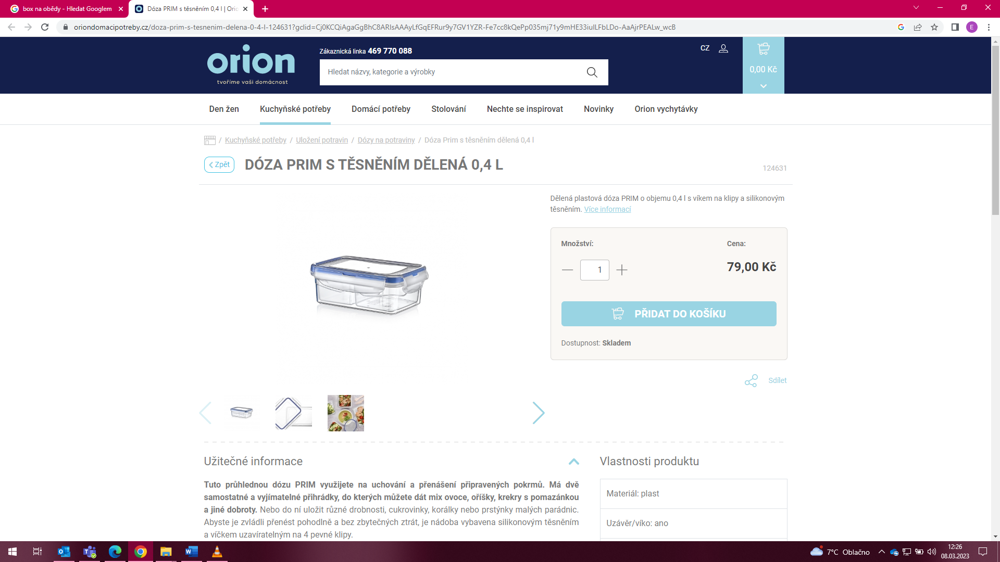 box na obědy - Hledat Googlem
Dóza PRIM s těsněním 0,4 l | Oric
oriondomacipotreby.cz/doza-prim-s-tesnenim-delena-0-4-l-124631?gclid=Cj0KCQiAgaGgBhC8ARIsAAAyLfGqEFRur9y7GV1YZR-Fe7cc8kQePp035mj71y9mHE33iuILFbLDo-AaAjrPEALw_wcB
E
orion
tvoříme vaši domácnost
Zákaznická linka 469 770 088
Hledat názvy, kategorie a výrobky
CZ
0,00 Kč
Den žen
Kuchyňské potřeby
Domácí potřeby
Stolování
Nechte se inspirovat
Novinky
Orion vychytávky
/ Kuchyňské potřeby / Uložení potravin / Dózy na potraviny / Dóza Prim s těsněním dělená 0,4 l
Zpět
DÓZA PRIM S TĚSNĚNÍM DĚLENÁ 0,4 L
124631
Dělená plastová dóza PRIM o objemu 0,4 l s víkem na klipy a silikonovým
těsněním. Více informací
Množství:
Cena:
1
79,00 Kč
PŘIDAT DO KOŠÍKU
Dostupnost: Skladem
Sdílet
Užitečné informace
Tuto průhlednou dózu PRIM využijete na uchování a přenášení připravených pokrmů. Má dvě
samostatné a vyjímatelné přihrádky, do kterých můžete dát mix ovoce, oříšky, krekry s pomazánkou
a jiné dobroty. Nebo do ní uložit různé drobnosti, cukrovinky, korálky nebo prstýnky malých parádnic.
Abyste je zvládli přenést pohodlně a bez zbytečných ztrát, je nádoba vybavena silikonovým těsněním
a víčkem uzavíratelným na 4 pevné klipy.
Vlastnosti produktu
Materiál: plast
Uzávěr/víko: ano
7°C Oblačno
12:26
08.03.2023